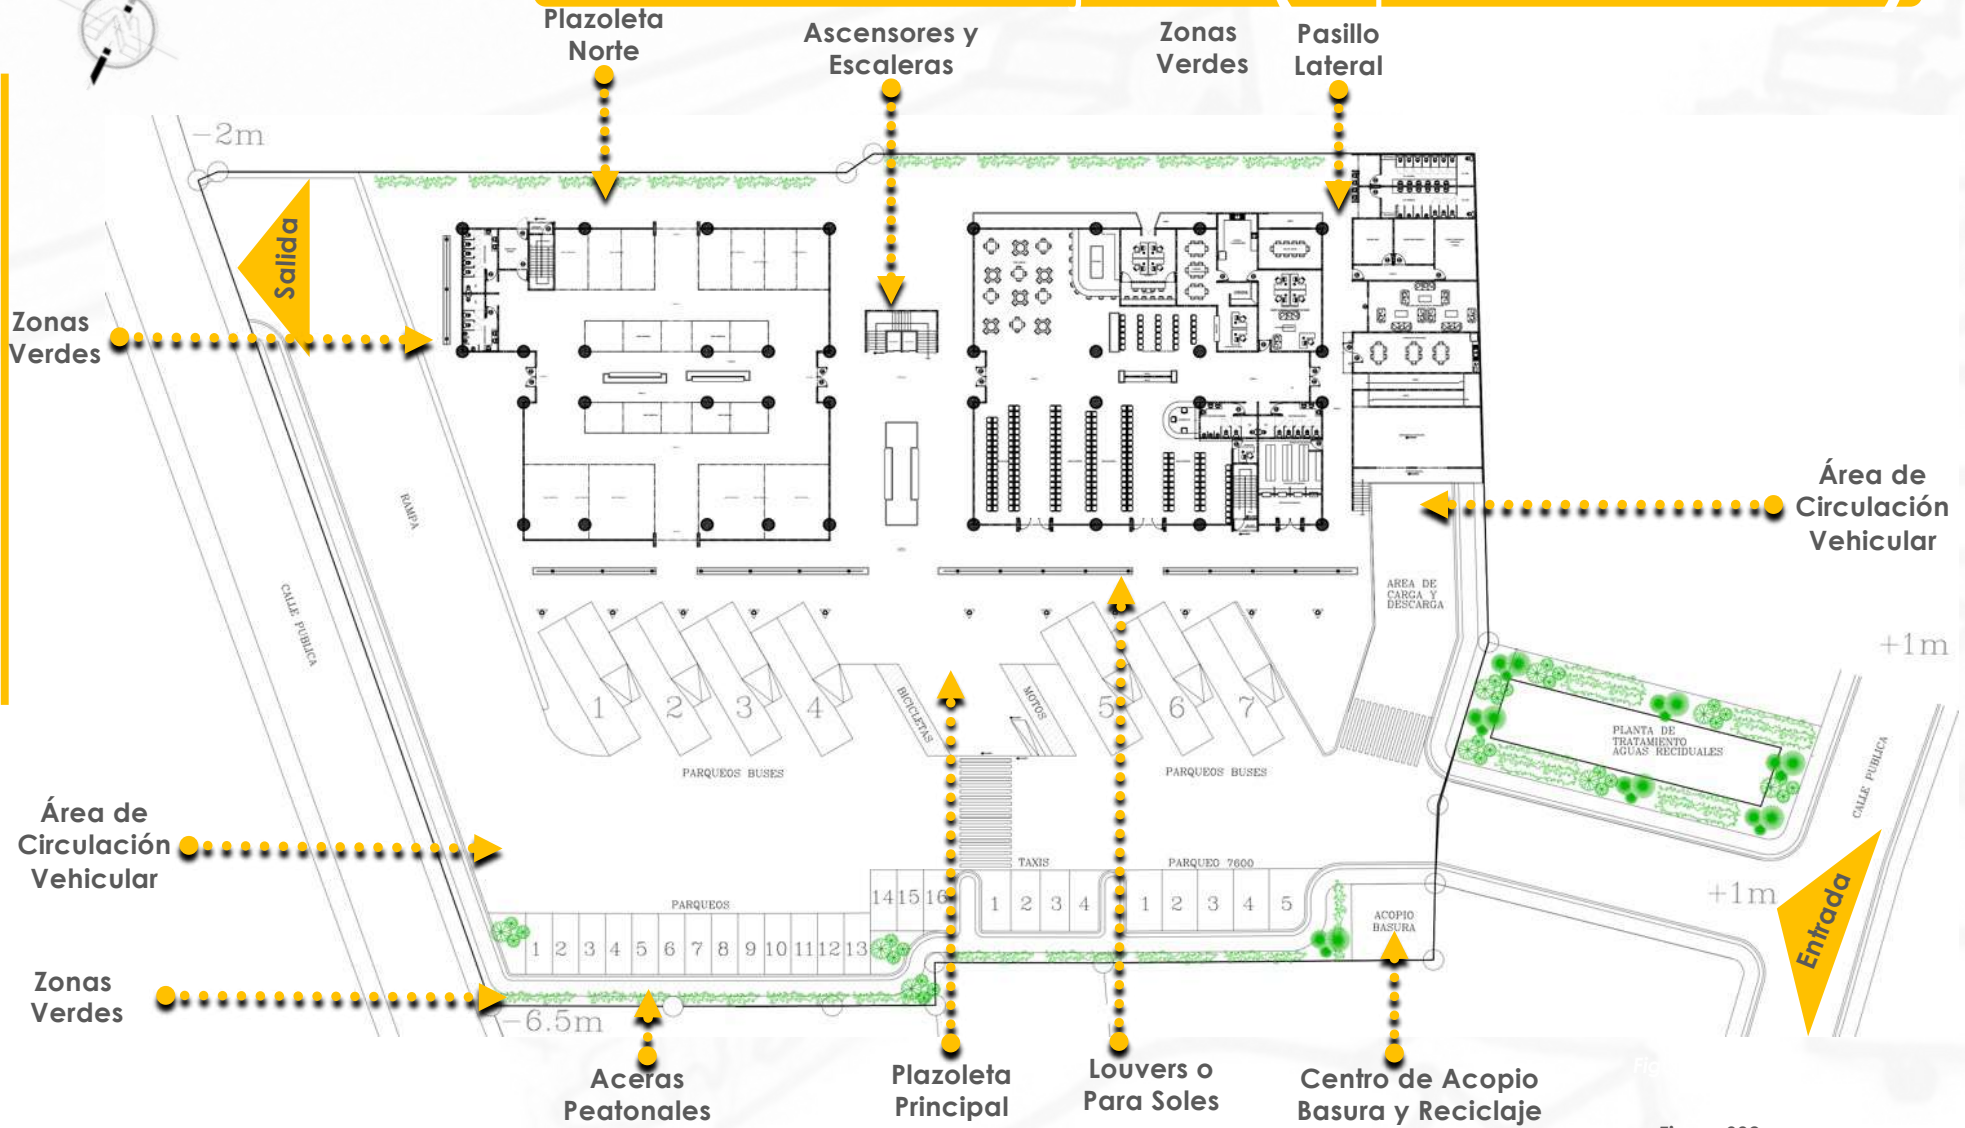 Plazoleta
Norte
Ascensores y
Escaleras
Zonas
Verdes
Pasillo
Lateral
-2m
Salida
Zonas
Verdes
RAMPA
CALLE PUBLICA
Área de
Circulación
Vehicular
AREA DE
CARGA Y
DESCARGA
+1m
1
2
3
4
BICICLETAS
MOTOS
5
6
7
PARQUEOS BUSES
PARQUEOS BUSES
PLANTA DE
TRATAMIENTO
AGUAS RECIDUALES
CALLE PUBLICA
Área de
Circulación
Vehicular
TAXIS
PARQUEO 7600
PARQUEOS
14 15 16
1 2 3 4
1 2 3 4 5
+1m
Entrada
ACOPIO
BASURA
1 2 3 4 5 6 7 8 9 10 11 12 13
Zonas
Verdes
-6.5m
Aceras
Peatonales
Plazoleta
Principal
Louvers o
Para Soles
Centro de Acopio
Basura y Reciclaje